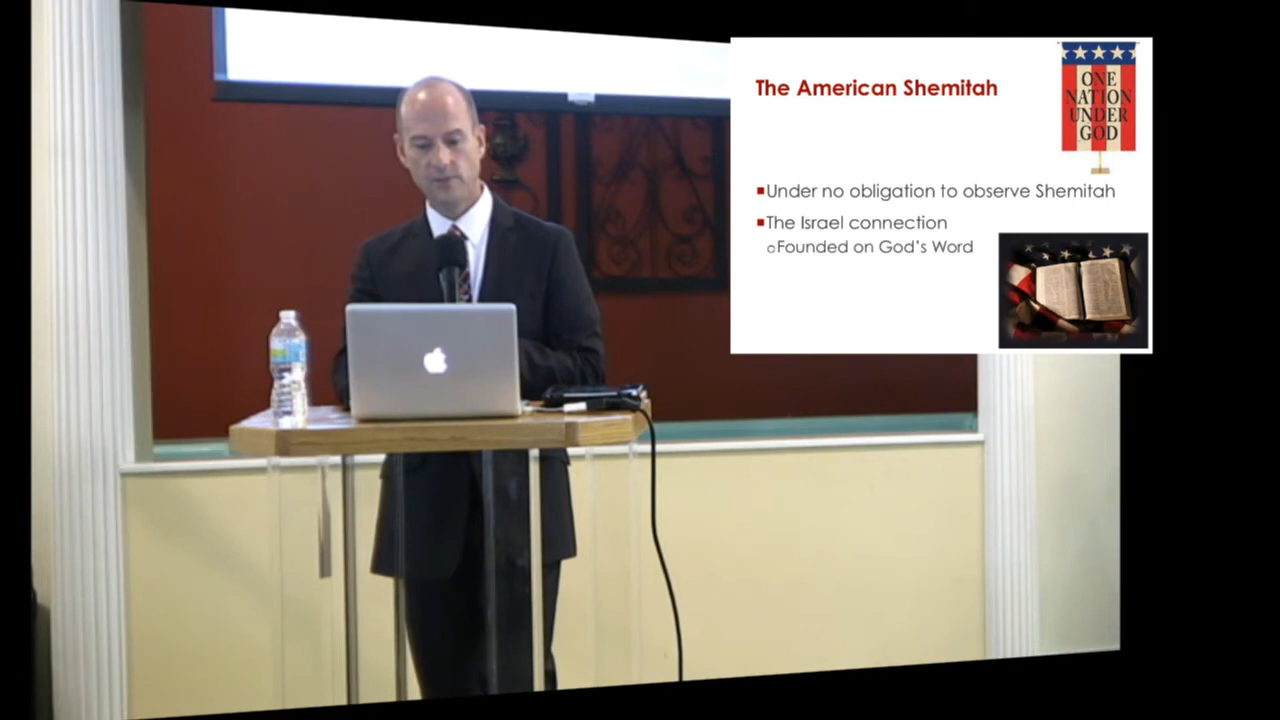 The American Shemitah
ONE
NATION
UNDER
GOD
▪Under no obligation to observe Shemitah
▪The Israel connection
oFounded on God's Word